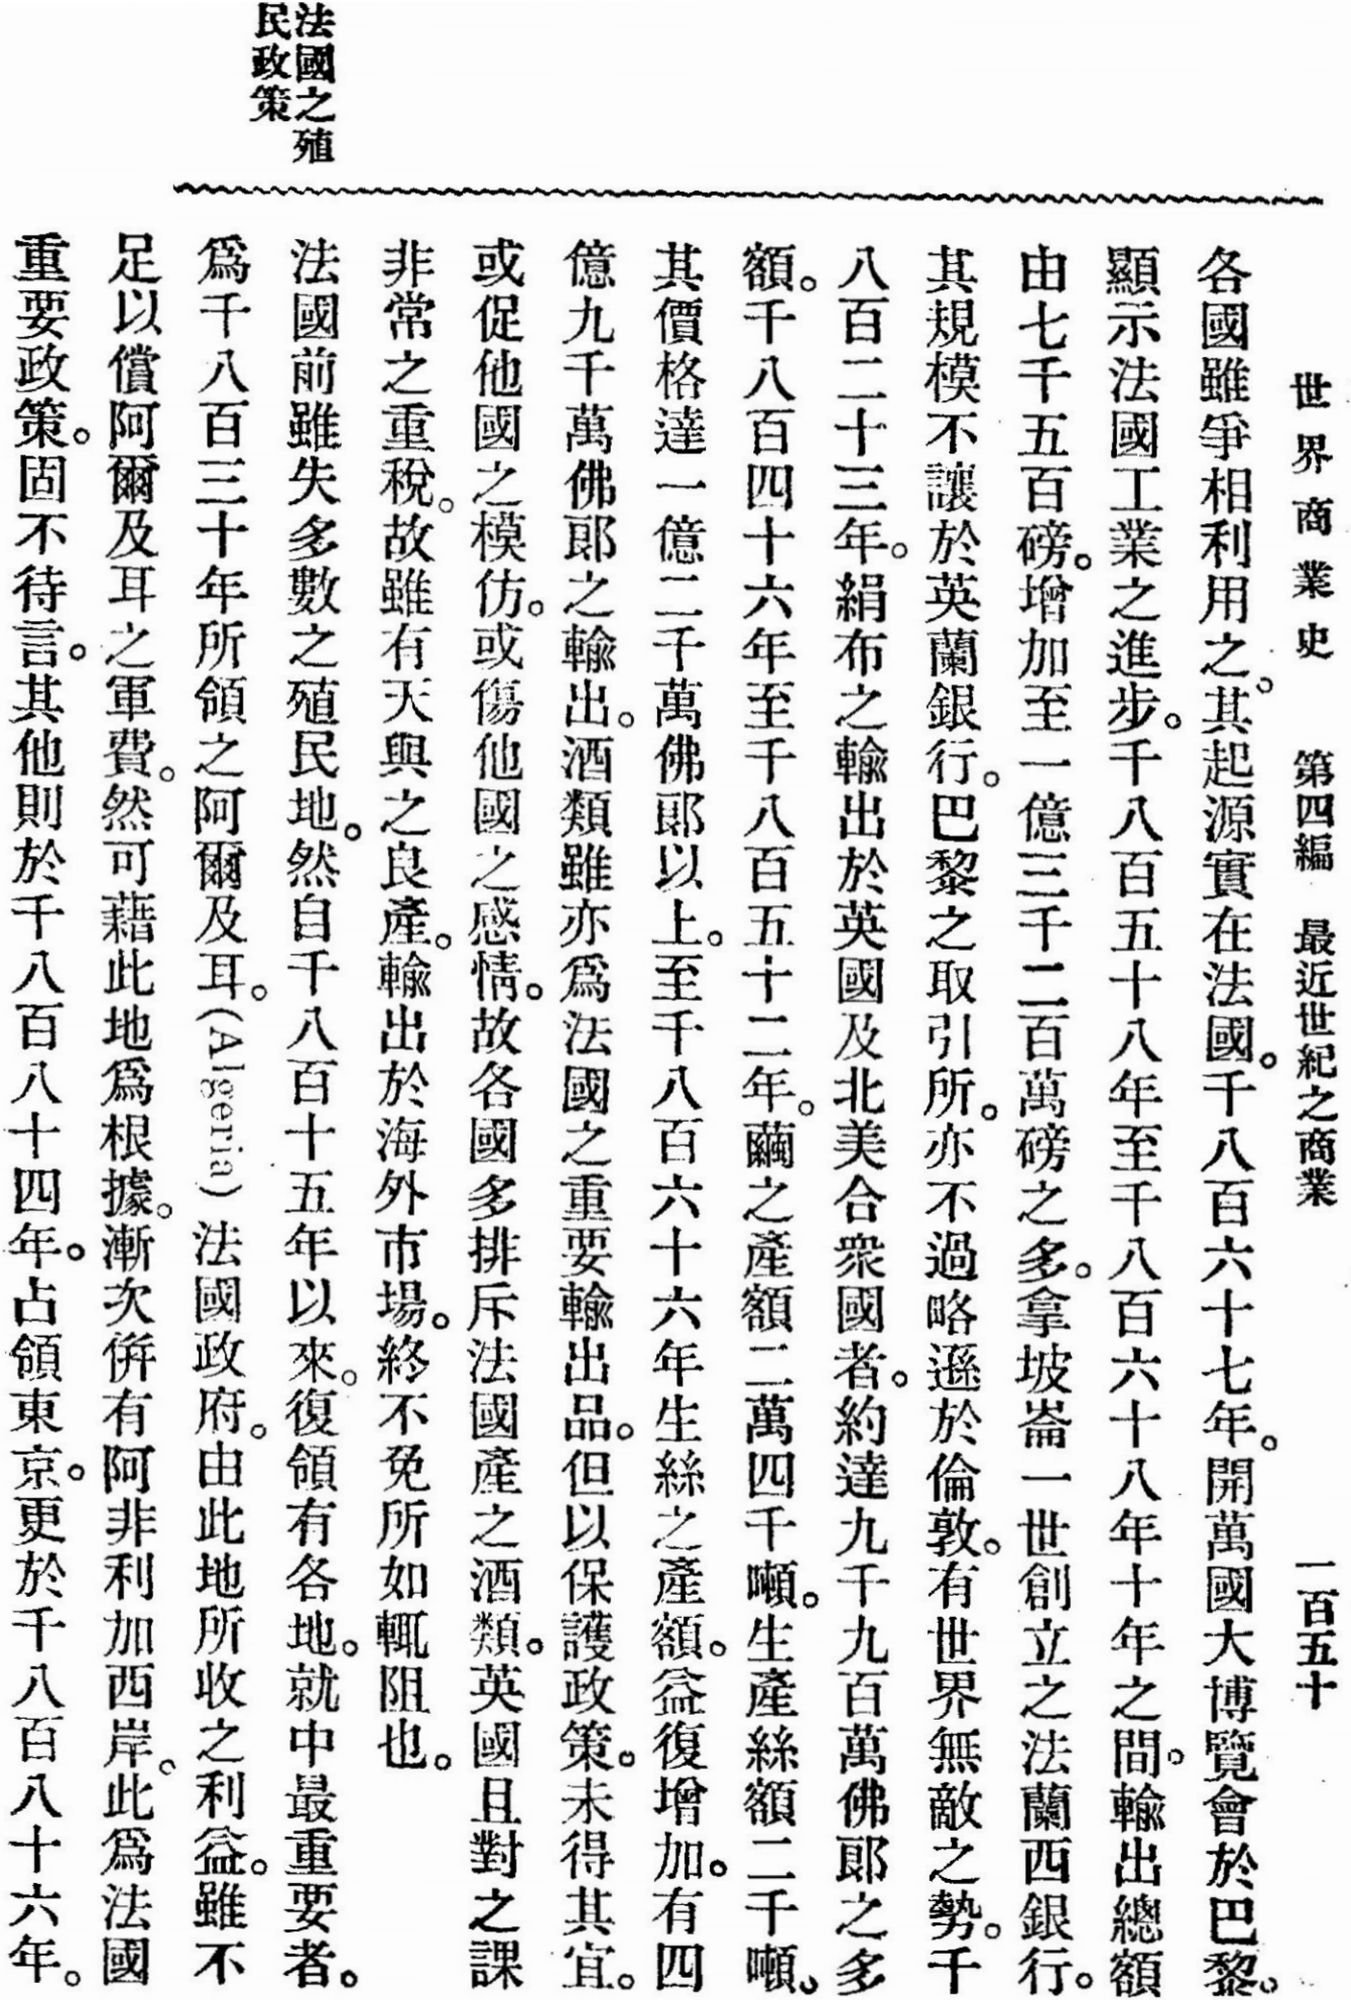 世界商業史　第四編　最近世紀之商業　一百五十
各國雖爭相利用之。其起源實在法國。千八百六十七年。開萬國大博覽會於巴黎。
顯示法國工業之進步。千八百五十八年至千八百六十八年十年之間。輸出總額
由七千五百磅。增加至一億三千二百萬磅之多。拿坡崙一世創立之法蘭西銀行。
其規模不讓於英蘭銀行。巴黎之取引所。亦不過略遜於倫敦。有世界無敵之勢。千
八百二十三年。絹布之輸出於英國及北美合衆國者。約達九千九百萬佛郎之多
額。千八百四十六年至千八百五十二年。繭之產額二萬四千噸。生產絲額二千噸。
其價格達一億二千萬佛郎以上。至千八百六十六年生絲之產額。益復增加。有四
億九千萬佛郎之輸出。酒類雖亦爲法國之重要輸出品。但以保護政策。未得其宜。
或促他國之模仿。或傷他國之感情。故各國多排斥法國產之酒類。英國且對之課
非常之重稅。故雖有天與之良產。輸出於海外市場。終不免所如輒阻也。
法國之殖
民政策
法國前雖失多數之殖民地。然自千八百十五年以來。復領有各地。就中最重要者。
爲千八百三十年所領之阿爾及耳。(Algeria)法國政府。由此地所收之利益。雖不
足以償阿爾及耳之軍費。然可藉此地爲根據。漸次併有阿非利加西岸。此爲法國
重要政策。固不待言。其他則於千八百八十四年。占領東京。更於千八百八十六年。